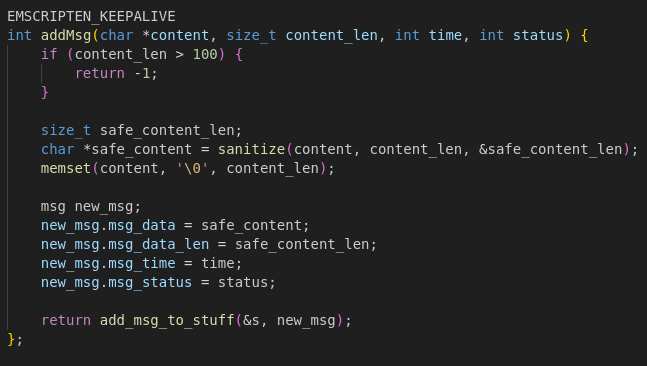 EMSCRIPTEN_KEEPALIVE
int addMsg(char *content, size_t content_len, int time, int status) {
    if (content_len > 100) {
        return -1;
    }

    size_t safe_content_len;
    char *safe_content = sanitize(content, content_len, &safe_content_len);
    memset(content, '\0', content_len);

    msg new_msg;
    new_msg.msg_data = safe_content;
    new_msg.msg_data_len = safe_content_len;
    new_msg.msg_time = time;
    new_msg.msg_status = status;

    return add_msg_to_stuff(&s, new_msg);
};